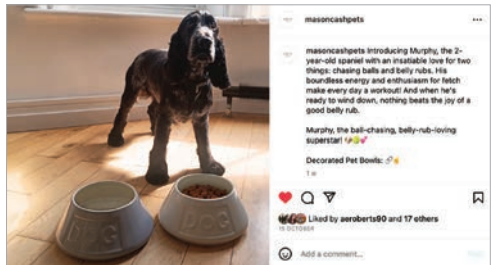 masoncashpets
masoncashpets Introducing Murphy, the 2-
year-old spaniel with an insatiable love for two
things: chasing balls and belly rubs. His
boundless energy and enthusiasm for fetch
make every day a workout! And when he's
ready to wind down, nothing beats the joy of a
good belly rub.
Murphy, the ball-chasing, belly-rub-loving
superstar!
Decorated Pet Bowls:
Liked by aeroberts90 and 17 others
15 OCTOBER
Add a comment...
DOG
DOG